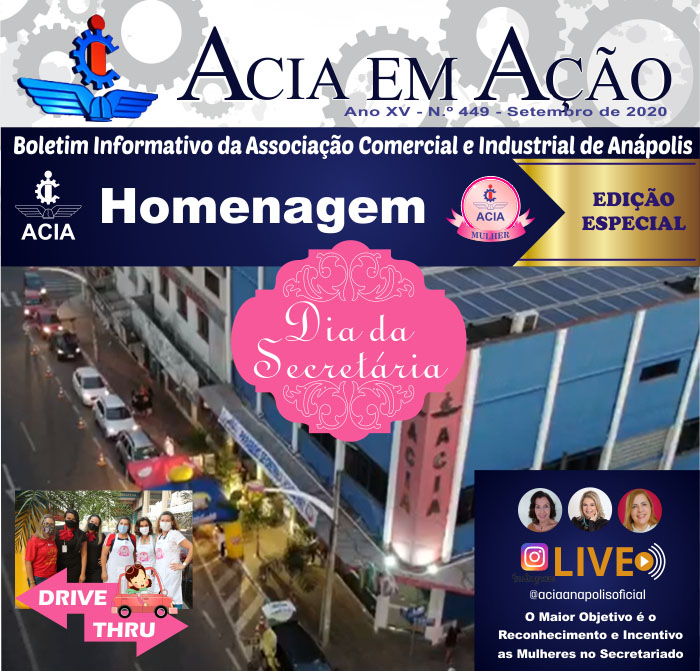 ACIA EM AÇÃO
Ano XV - N.º 449 - Setembro de 2020
Boletim Informativo da Associação Comercial e Industrial de Anápolis
ACIA
Homenagem
ACIA
MULHER
EDIÇÃO
ESPECIAL
Dia da
Secretária
ACIA
ACIA
DRIVE
THRU
Instagram
LIVE
@aciaanapolisoficial
O Maior Objetivo é o
Reconhecimento e Incentivo
as Mulheres no Secretariado